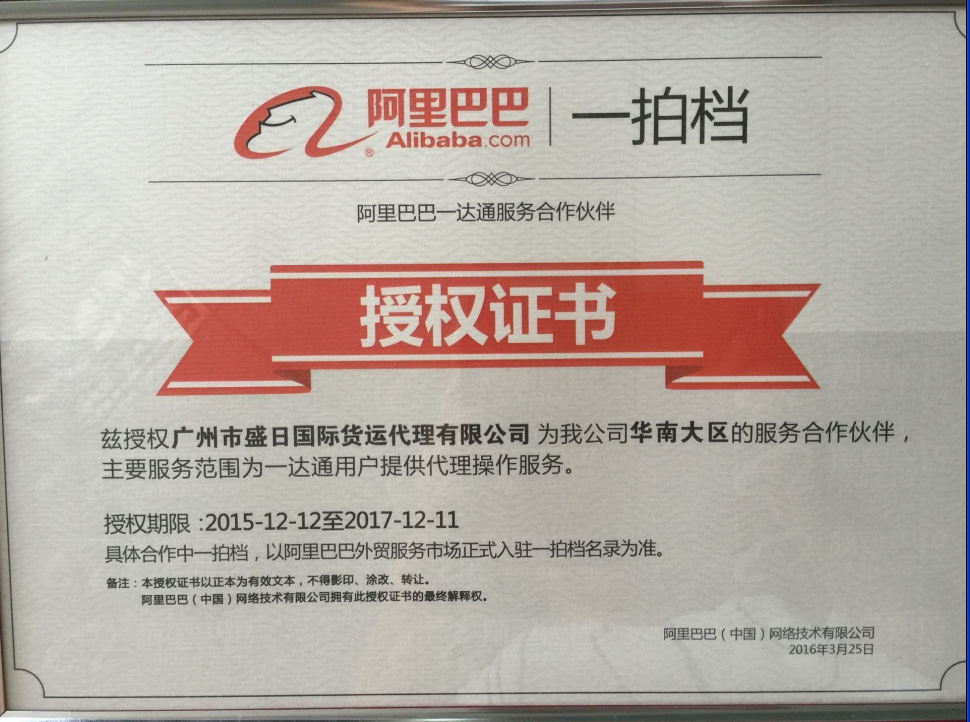 阿里巴巴
Alibaba.com
®
一拍档
阿里巴巴一达通服务合作伙伴
授权证书
兹授权广州市盛日国际货运代理有限公司 为我公司华南大区的服务合作伙伴，
主要服务范围为一达通用户提供代理操作服务。
授权期限 :2015-12-12至2017-12-11
具体合作中一拍档，以阿里巴巴外贸服务市场正式入驻一拍档名录为准。
备注：本授权证书以正本为有效文本，不得影印、涂改、转让。
阿里巴巴（中国）网络技术有限公司拥有此授权证书的最终解释权。
阿里巴巴（中国）网络技术有限公司
2016年3月25日